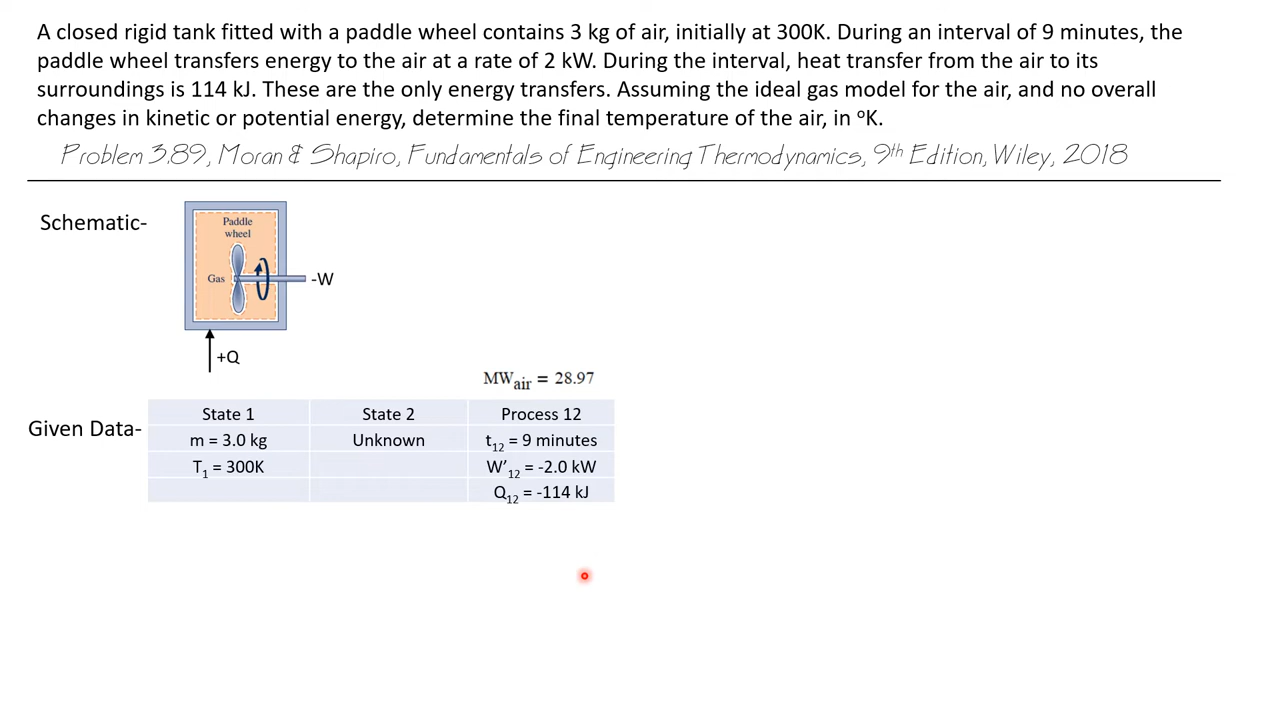 A closed rigid tank fitted with a paddle wheel contains 3 kg of air, initially at 300K. During an interval of 9 minutes, the
paddle wheel transfers energy to the air at a rate of 2 kW. During the interval, heat transfer from the air to its
surroundings is 114 kJ. These are the only energy transfers. Assuming the ideal gas model for the air, and no overall
changes in kinetic or potential energy, determine the final temperature of the air, in ᵒK.
Problem 3.89, Moran & Shapiro, Fundamentals of Engineering Thermodynamics, 9th Edition, Wiley, 2018
Schematic-
Paddle
wheel
Gas
-W
+Q
MWair = 28.97
Given Data-
State 1 State 2 Process 12
m = 3.0 kg Unknown t12 = 9 minutes
T1 = 300K W'12 = -2.0 kW
Q12 = -114 kJ